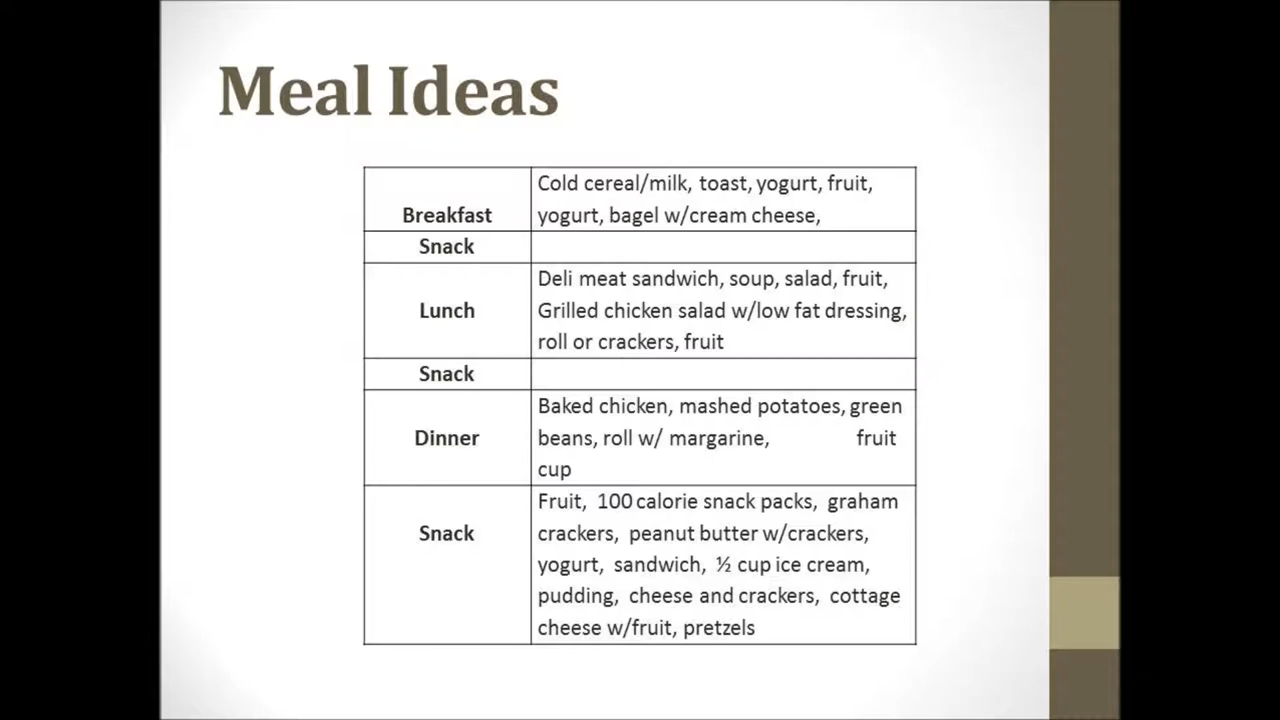 Meal Ideas
Breakfast
Cold cereal/milk, toast, yogurt, fruit,
yogurt, bagel w/cream cheese,
Snack
Lunch
Deli meat sandwich, soup, salad, fruit,
Grilled chicken salad w/low fat dressing,
roll or crackers, fruit
Snack
Dinner
Baked chicken, mashed potatoes, green
beans, roll w/ margarine, fruit
cup
Snack
Fruit, 100 calorie snack packs, graham
crackers, peanut butter w/crackers,
yogurt, sandwich, ½ cup ice cream,
pudding, cheese and crackers, cottage
cheese w/fruit, pretzels